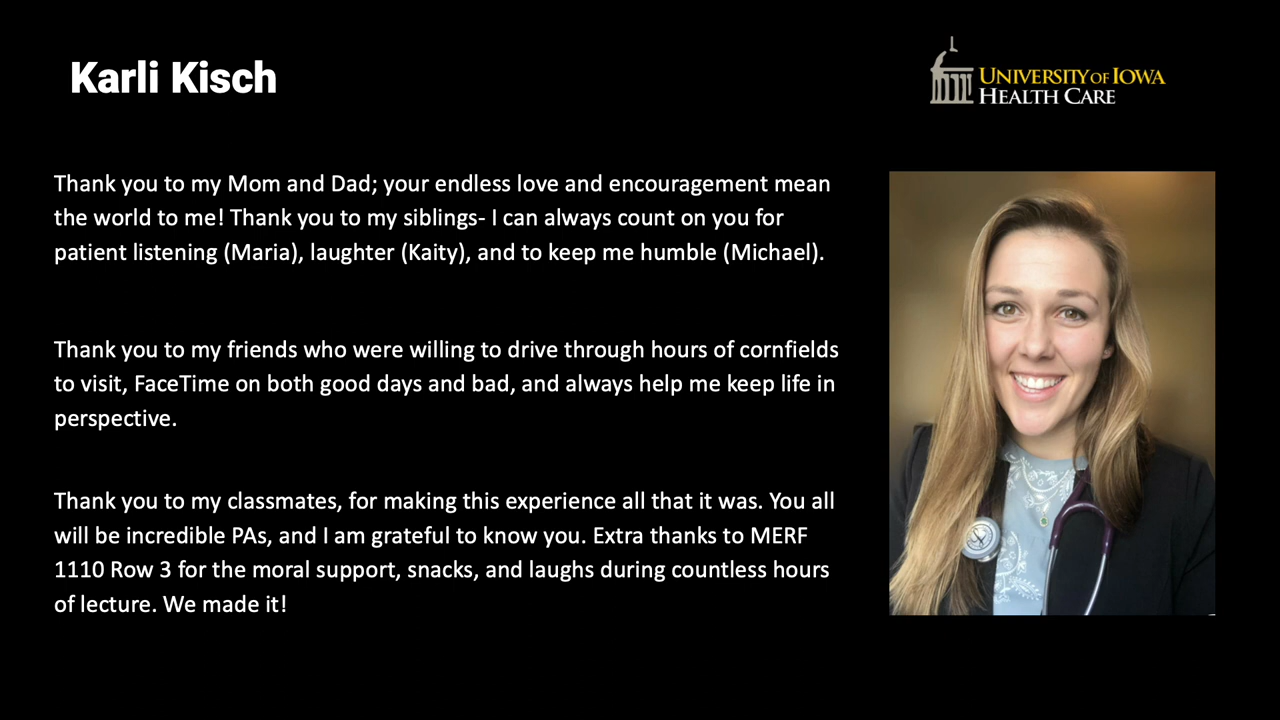 Karli Kisch
UNIVERSITY OF IOWA
HEALTH CARE
Thank you to my Mom and Dad; your endless love and encouragement mean
the world to me! Thank you to my siblings- I can always count on you for
patient listening (Maria), laughter (Kaity), and to keep me humble (Michael).
Thank you to my friends who were willing to drive through hours of cornfields
to visit, FaceTime on both good days and bad, and always help me keep life in
perspective.
Thank you to my classmates, for making this experience all that it was. You all
will be incredible PAs, and I am grateful to know you. Extra thanks to MERF
1110 Row 3 for the moral support, snacks, and laughs during countless hours
of lecture. We made it!